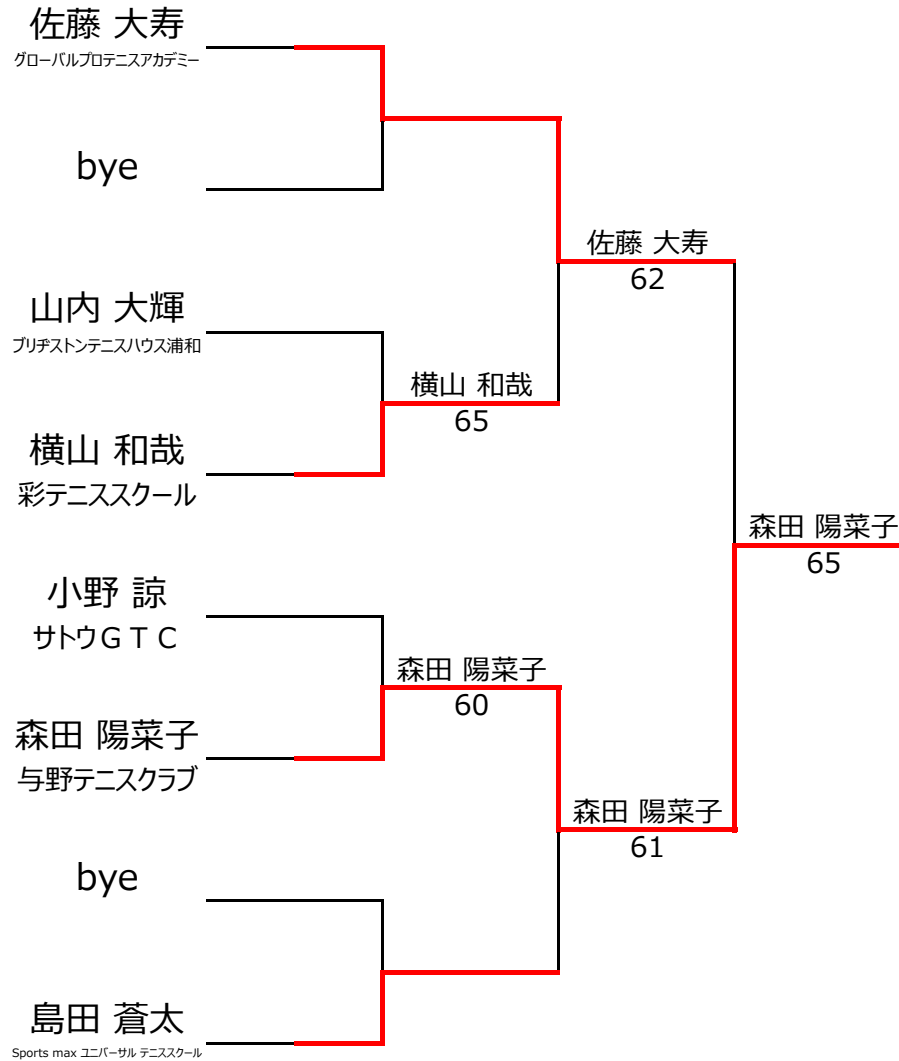 佐藤 大寿
グローバルプロテニスアカデミー
bye
山内 大輝
ブリヂストンテニスハウス浦和
横山 和哉
彩テニススクール
小野 諒
サトウＧＴＣ
森田 陽菜子
与野テニスクラブ
bye
島田 蒼太
Sports max ユニバーサル テニススクール
横山 和哉
65
森田 陽菜子
60
佐藤 大寿
62
森田 陽菜子
61
森田 陽菜子
65